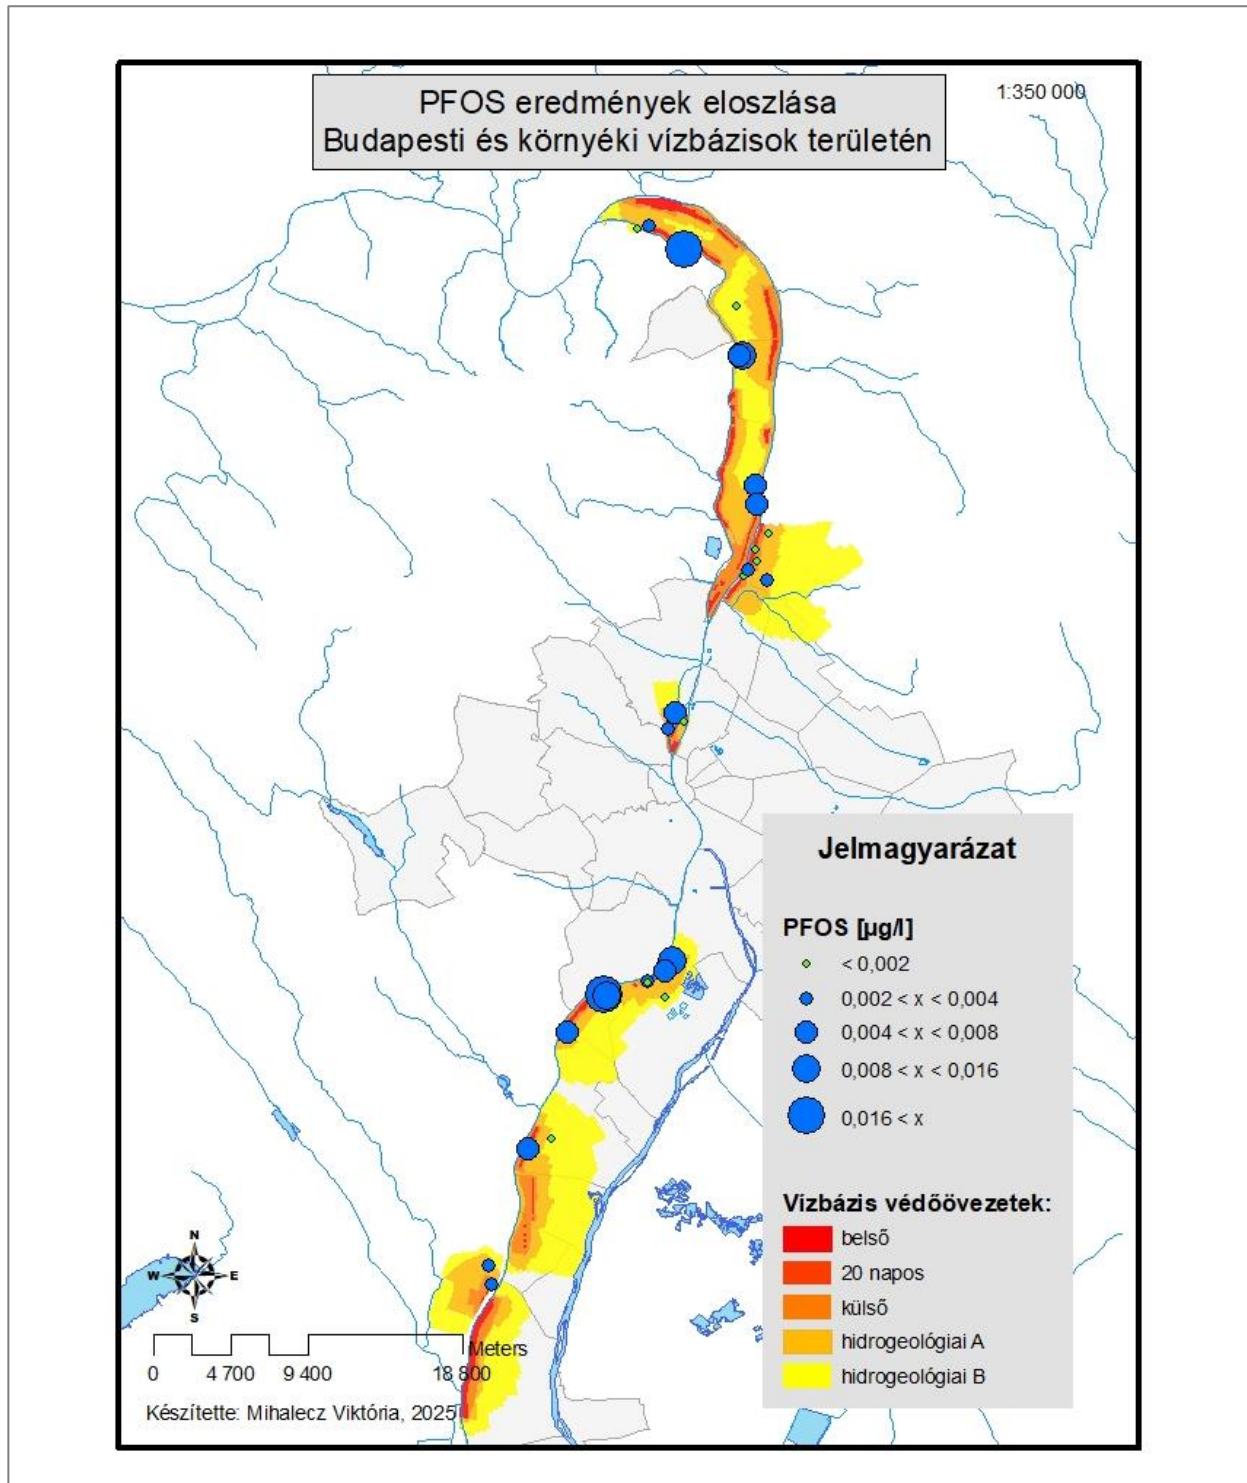 PFOS eredmények eloszlása
Budapesti és környéki vízbázisok területén
1:350 000
Jelmagyarázat
PFOS [µg/l]
< 0,002
0,002 < x < 0,004
0,004 < x < 0,008
0,008 < x < 0,016
0,016 < x
Vízbázis védőövezetek:
belső
20 napos
külső
hidrogeológiai A
hidrogeológiai B
N
W
E
S
Meters
0
4 700
9 400
18 800
Készítette: Mihalecz Viktória, 2025